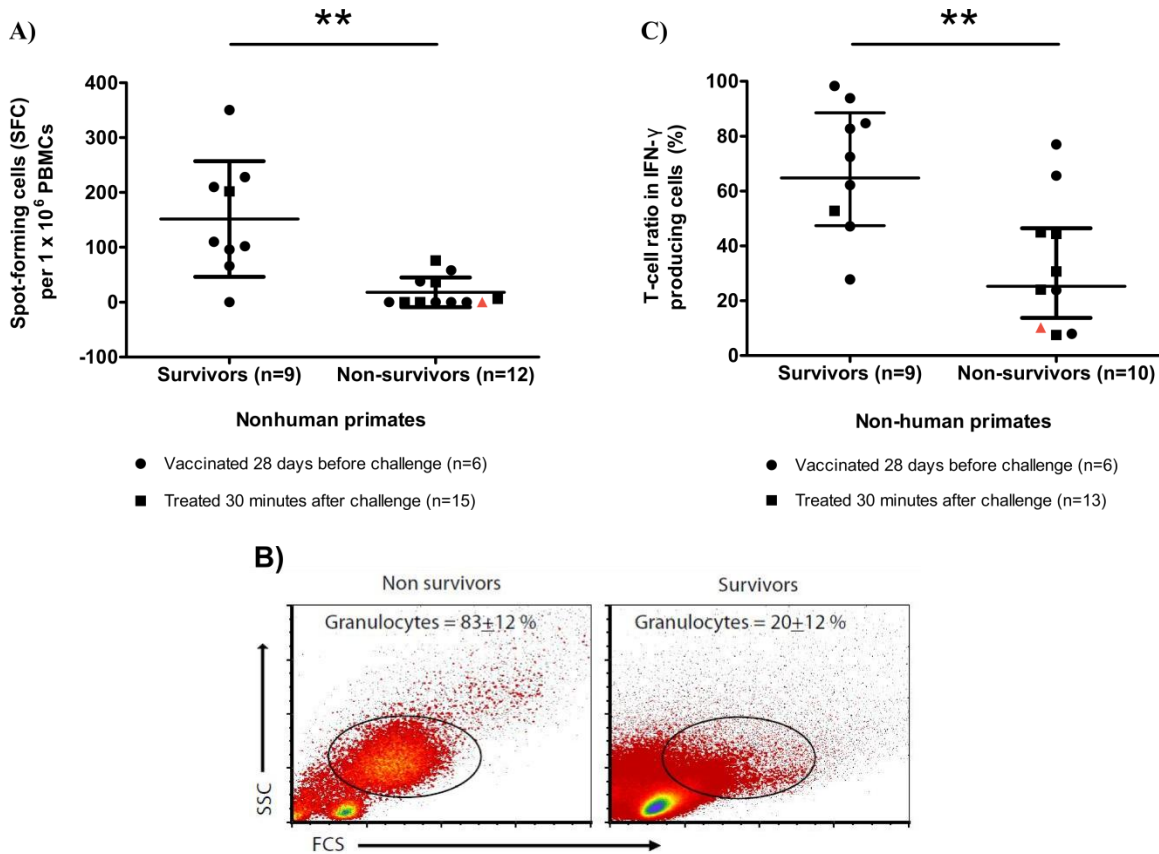 A)
**
Spot-forming cells (SFC)
per 1 x 10⁶ PBMCs
400
300
200
100
0
-100
Survivors (n=9)
Non-survivors (n=12)
Nonhuman primates
Vaccinated 28 days before challenge (n=6)
Treated 30 minutes after challenge (n=15)
C)
**
T-cell ratio in IFN-γ
producing cells (%)
100
80
60
40
20
0
Survivors (n=9)
Non-survivors (n=10)
Non-human primates
Vaccinated 28 days before challenge (n=6)
Treated 30 minutes after challenge (n=13)
B)
Non survivors
Granulocytes = 83±12 %
Survivors
Granulocytes = 20±12 %
SSC
FCS